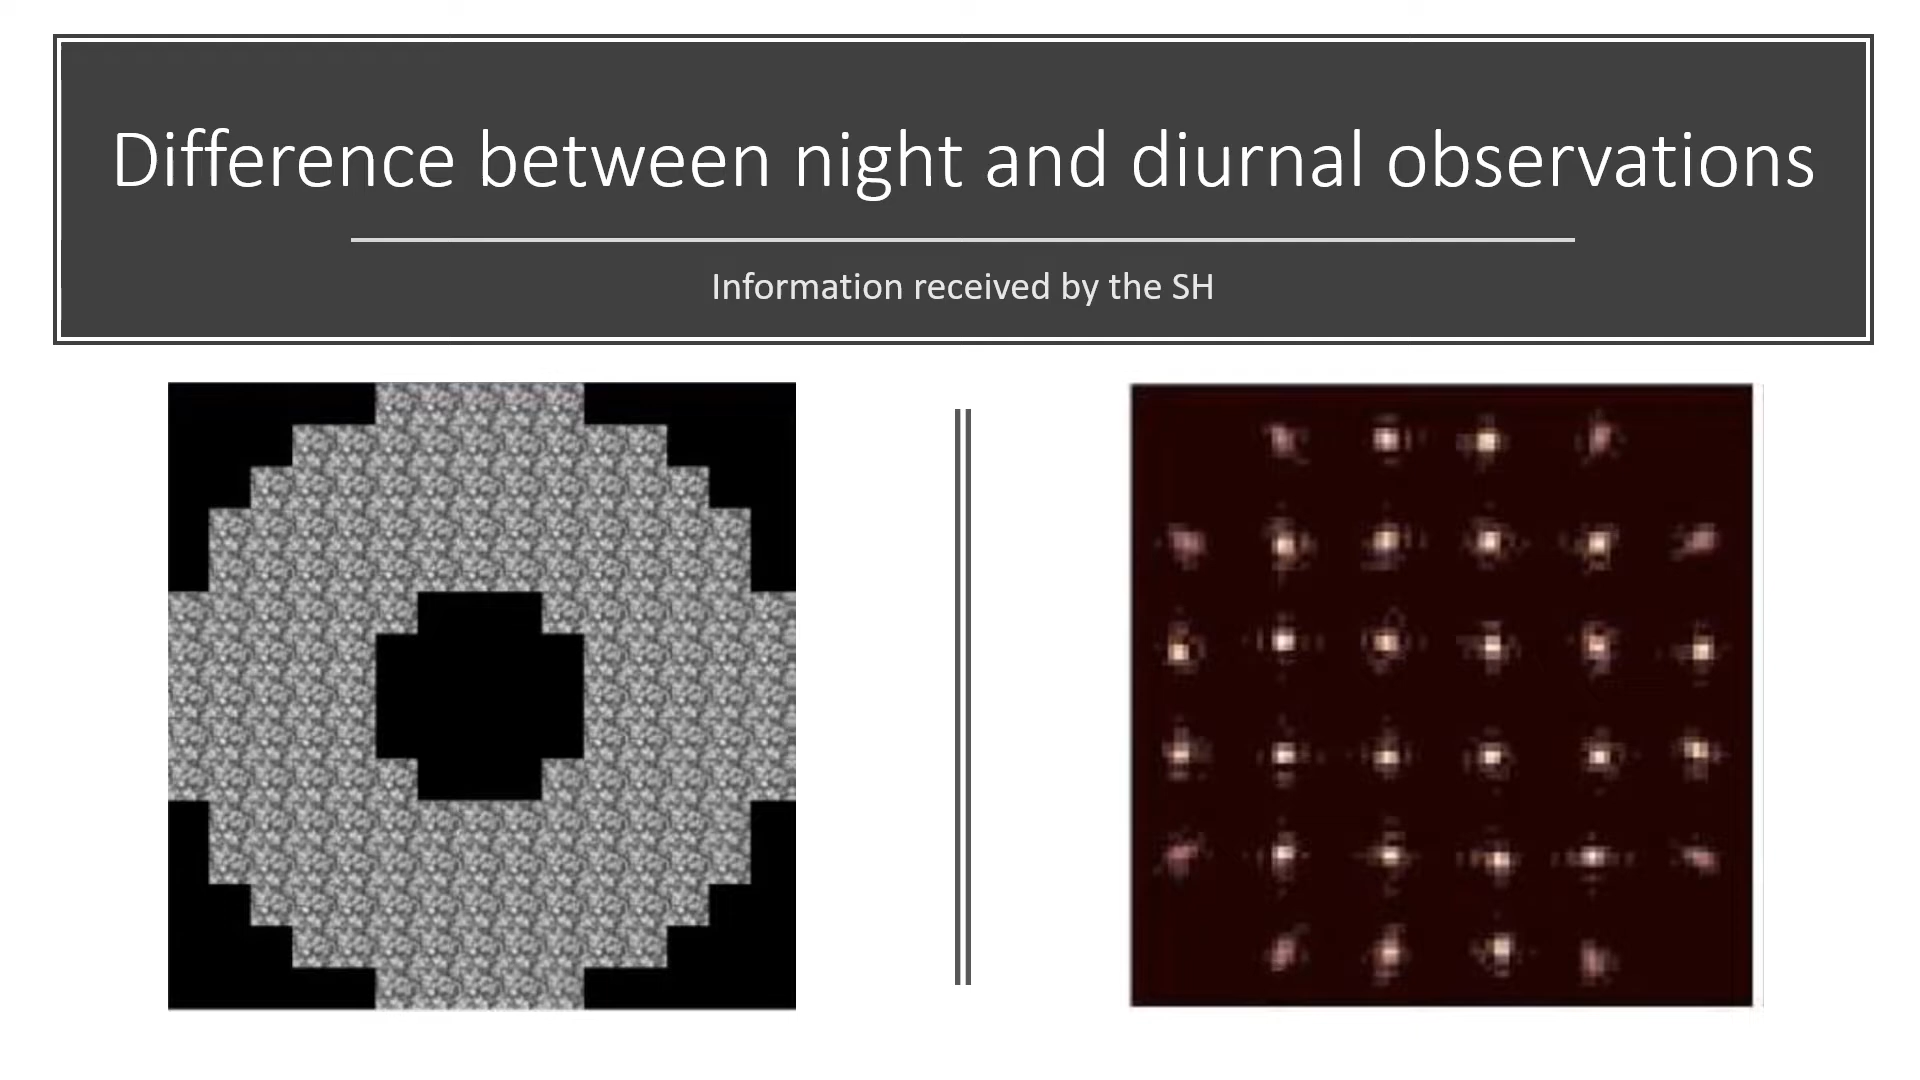 Difference between night and diurnal observations
Information received by the SH